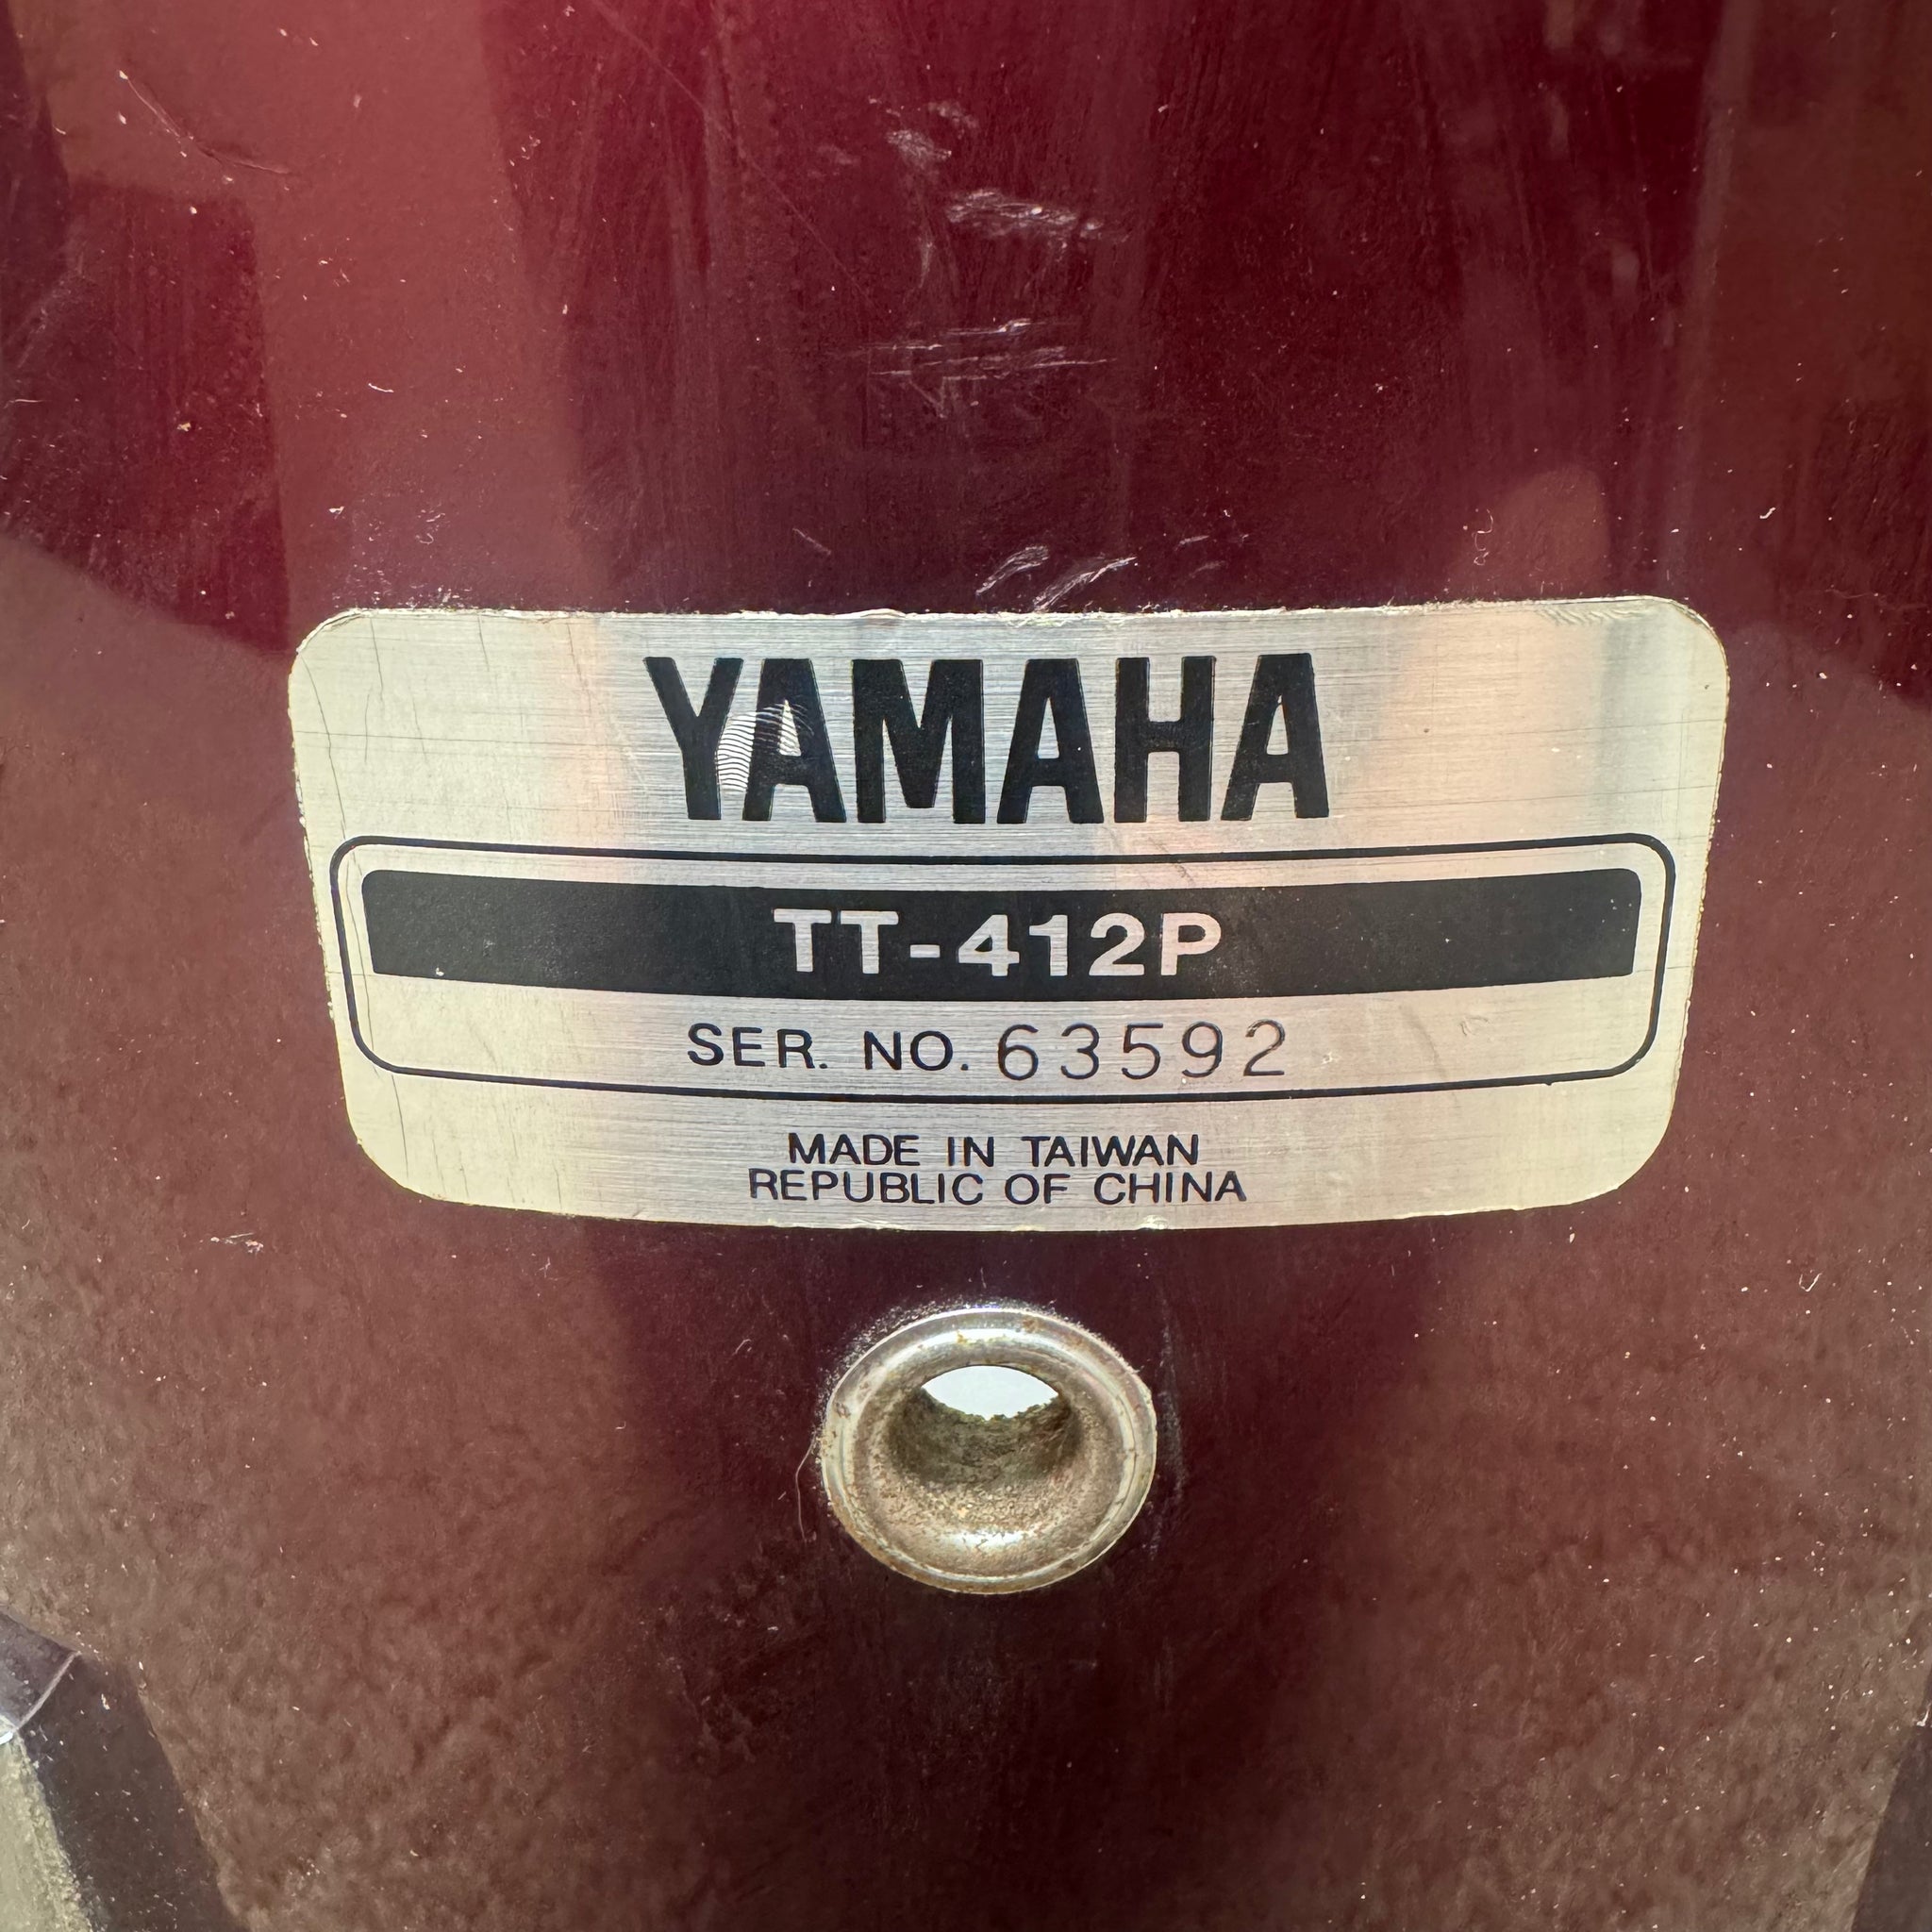 YAMAHA
TT-412P
SER. NO. 63592
MADE IN TAIWAN
REPUBLIC OF CHINA